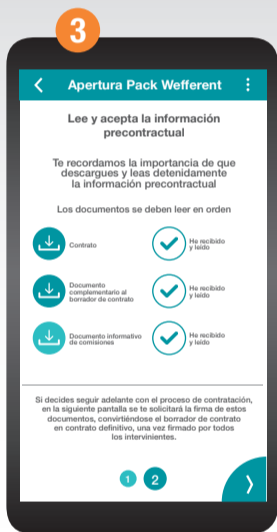 3
Apertura Pack Wefferent
Lee y acepta la información
precontractual
Te recordamos la importancia de que
descargues y leas detenidamente
la información precontractual
Los documentos se deben leer en orden
Contrato
He recibido
y leído
Documento
complementario al
borrador de contrato
He recibido
y leído
Documento informativo
de comisiones
He recibido
y leído
Si decides seguir adelante con el proceso de contratación,
en la siguiente pantalla se te solicitará la firma de estos
documentos, convirtiéndose el borrador de contrato
en contrato definitivo, una vez firmado por todos
los intervinientes.
1
2